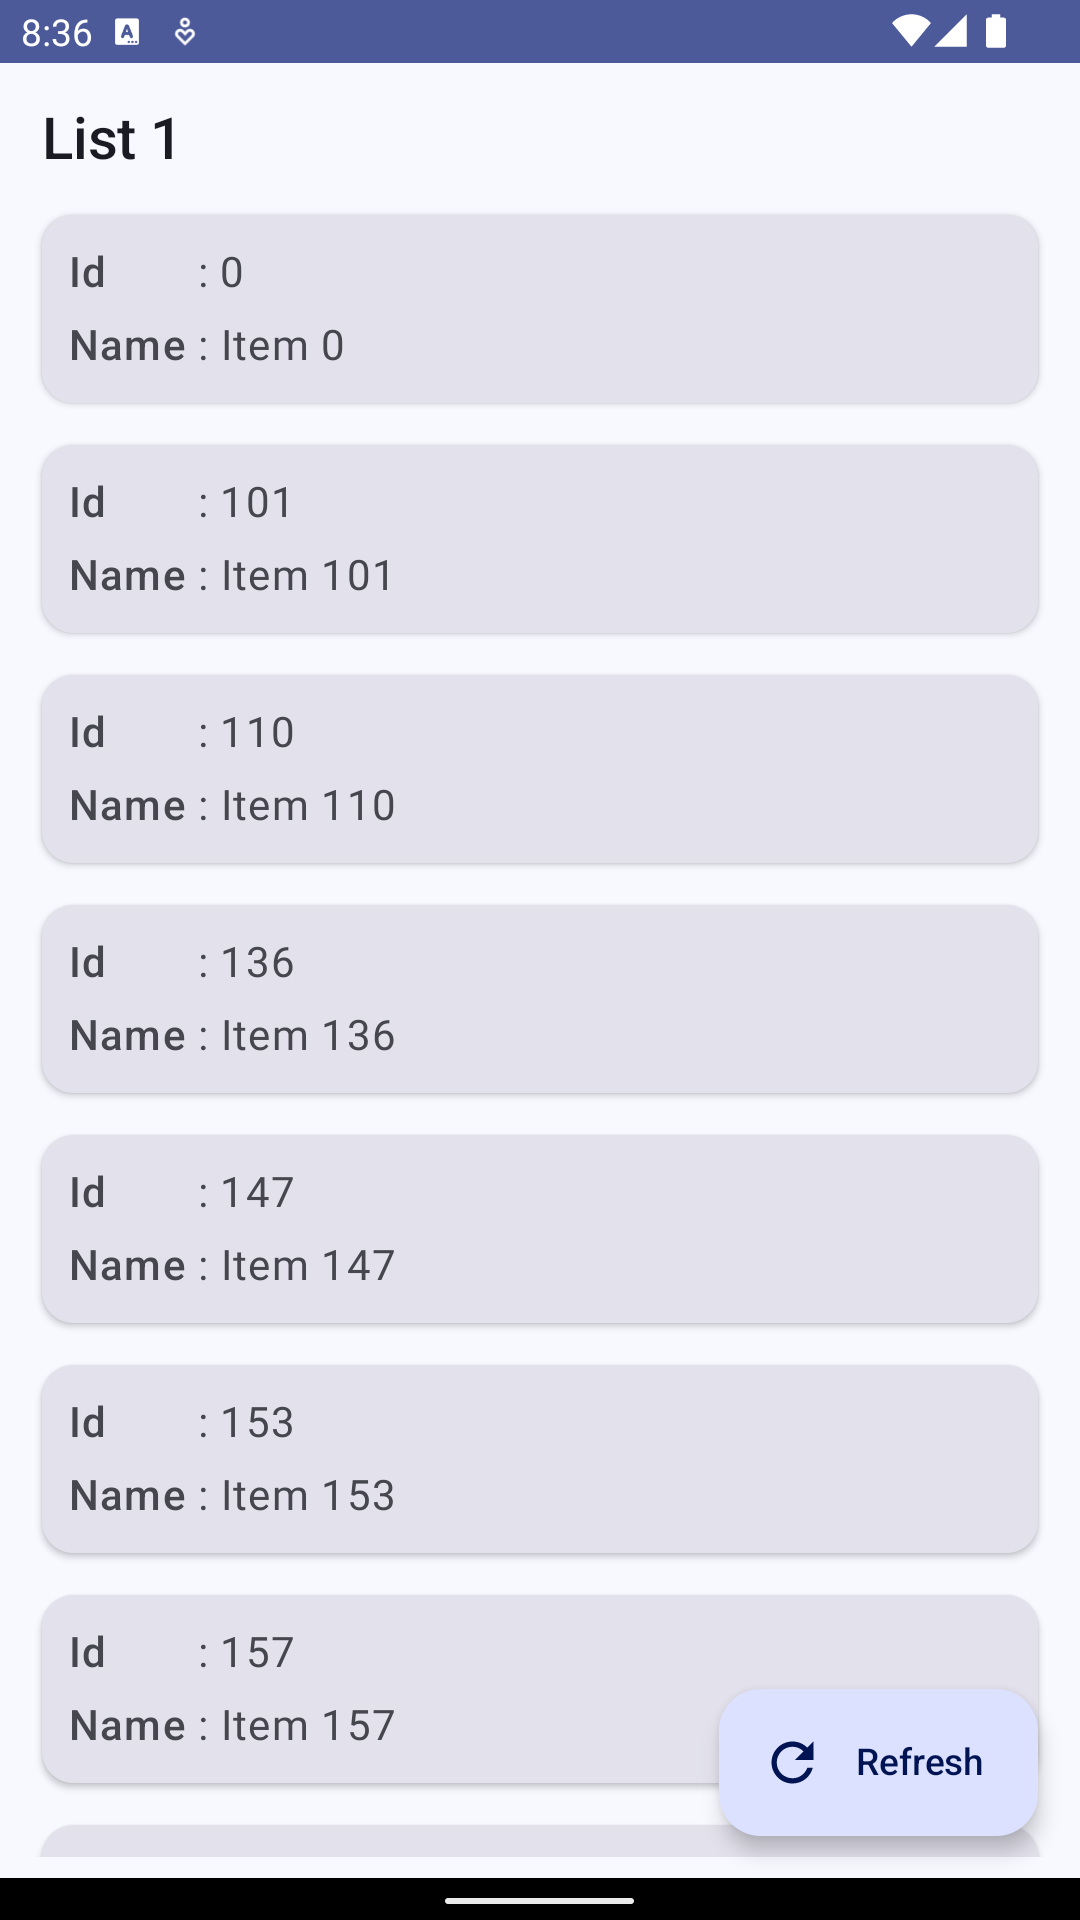 8:36
List 1
Id : 0
Name : Item 0
Id : 101
Name : Item 101
Id : 110
Name : Item 110
Id : 136
Name : Item 136
Id : 147
Name : Item 147
Id : 153
Name : Item 153
Id : 157
Name : Item 157
Refresh